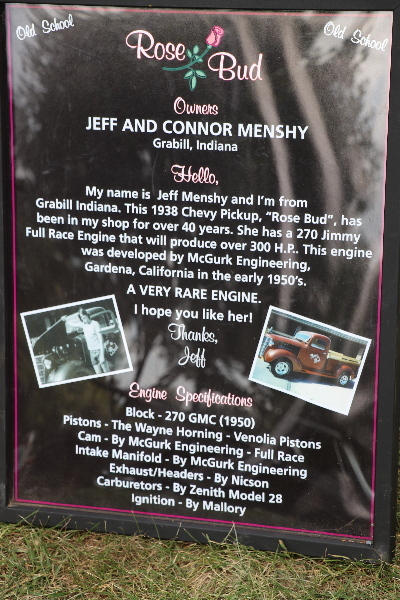 Old School
Old School
Rose Bud
Owners
JEFF AND CONNOR MENSHY
Grabill, Indiana
Hello,
My name is Jeff Menshy and I'm from
Grabill Indiana. This 1938 Chevy Pickup, "Rose Bud", has
been in my shop for over 40 years. She has a 270 Jimmy
Full Race Engine that will produce over 300 H.P.. This engine
was developed by McGurk Engineering,
Gardena, California in the early 1950's.
A VERY RARE ENGINE.
I hope you like her!
Thanks,
Jeff
Engine Specifications
Block - 270 GMC (1950)
Pistons - The Wayne Horning - Venolia Pistons
Cam - By McGurk Engineering - Full Race
Intake Manifold - By McGurk Engineering
Exhaust/Headers - By Nicson
Carburetors - By Zenith Model 28
Ignition - By Mallory